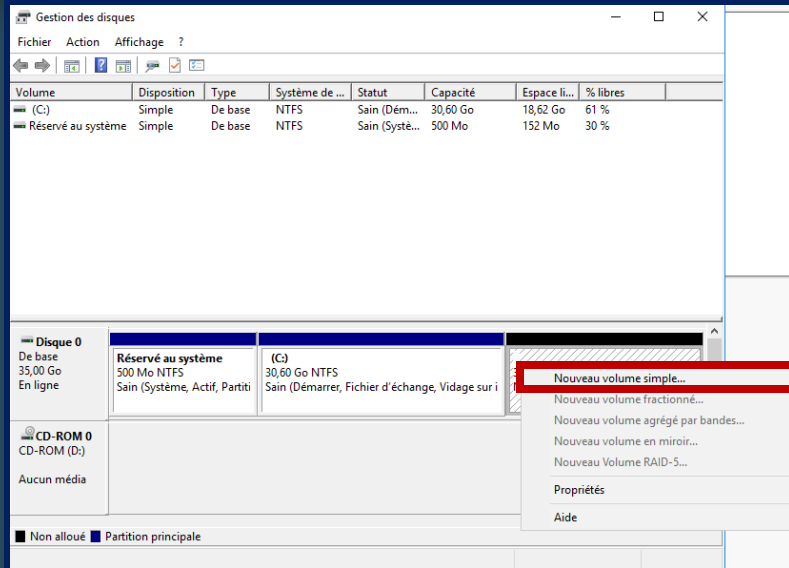 Gestion des disques
Fichier Action Affichage ?
Volume Disposition Type Système de ... Statut Capacité Espace li... % libres
(C:) Simple De base NTFS Sain (Dém... 30,60 Go 18,62 Go 61 %
Réservé au système Simple De base NTFS Sain (Systè... 500 Mo 152 Mo 30 %
Disque 0
De base
35,00 Go
En ligne
Réservé au système
500 Mo NTFS
Sain (Système, Actif, Partiti
(C:)
30,60 Go NTFS
Sain (Démarrer, Fichier d'échange, Vidage sur i
Nouveau volume simple...
Nouveau volume fractionné...
Nouveau volume agrégé par bandes...
Nouveau volume en miroir...
Nouveau Volume RAID-5...
Propriétés
Aide
CD-ROM 0
CD-ROM (D:)
Aucun média
Non alloué Partition principale